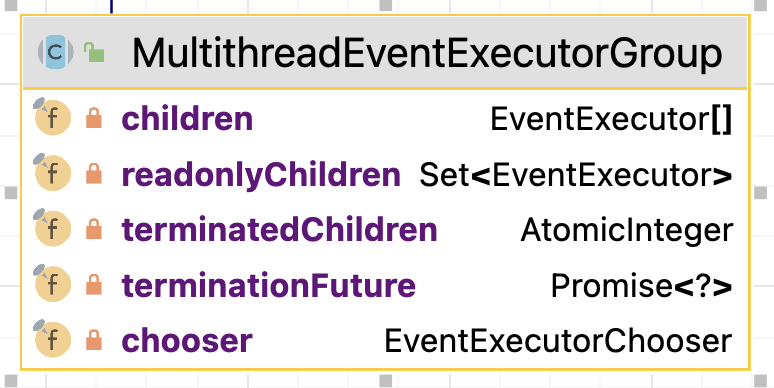 C MultithreadEventExecutorGroup
f children EventExecutor[]
f readonlyChildren Set<EventExecutor>
f terminatedChildren AtomicInteger
f terminationFuture Promise<?>
f chooser EventExecutorChooser